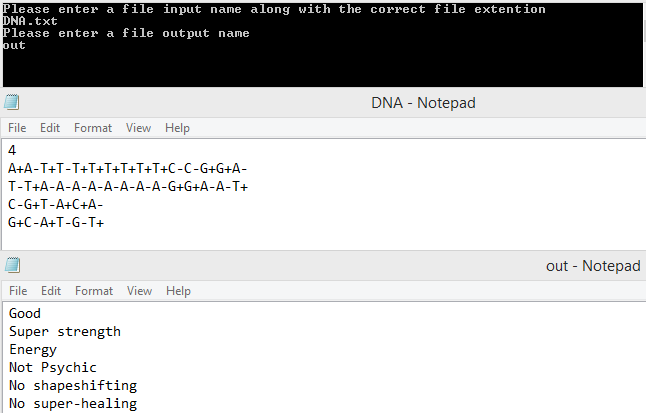 Please enter a file input name along with the correct file extention
DNA.txt
Please enter a file output name
out
DNA - Notepad
File Edit Format View Help
4
A+A-T+T-T+T+T+T+T+T+C-C-G+G+A-
T-T+A-A-A-A-A-A-A-A-G+G+A-A-T+
C-G+T-A+C+A-
G+C-A+T-G-T+
out - Notepad
File Edit Format View Help
Good
Super strength
Energy
Not Psychic
No shapeshifting
No super-healing